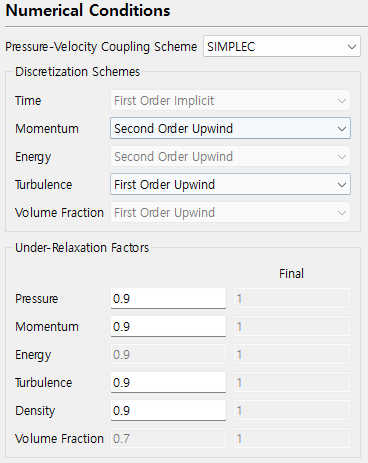 Numerical Conditions
Pressure-Velocity Coupling Scheme SIMPLEC
Discretization Schemes
Time First Order Implicit
Momentum Second Order Upwind
Energy Second Order Upwind
Turbulence First Order Upwind
Volume Fraction First Order Upwind
Under-Relaxation Factors
Final
Pressure 0.9 1
Momentum 0.9 1
Energy 0.9 1
Turbulence 0.9 1
Density 0.9 1
Volume Fraction 0.7 1